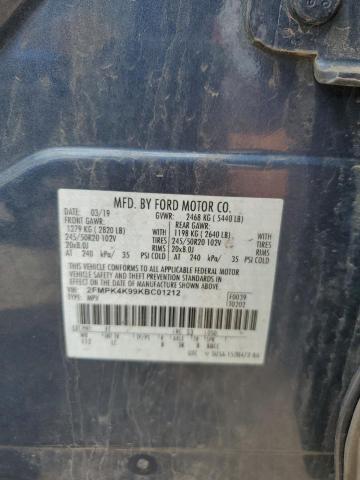 MFD. BY FORD MOTOR CO.
DATE: 03/19 GVWR: 2468 KG ( 5440 LB)
FRONT GAWR: REAR GAWR:
1279 KG ( 2820 LB) 1198 KG ( 2640 LB)
245/50R20 102V TIRES 245/50R20 102V TIRES
20x8.0J RIMS 20x8.0J RIMS
AT 240 kPa/ 35 PSI COLD AT 240 kPa/ 35 PSI COLD
THIS VEHICLE CONFORMS TO ALL APPLICABLE FEDERAL MOTOR
VEHICLE SAFETY AND THEFT PREVENTION STANDARDS IN EFFECT
ON THE DATE OF MANUFACTURE SHOWN ABOVE.
VIN: 2FMPK4K99KBC01212 F0039
TYPE: MPV T0202